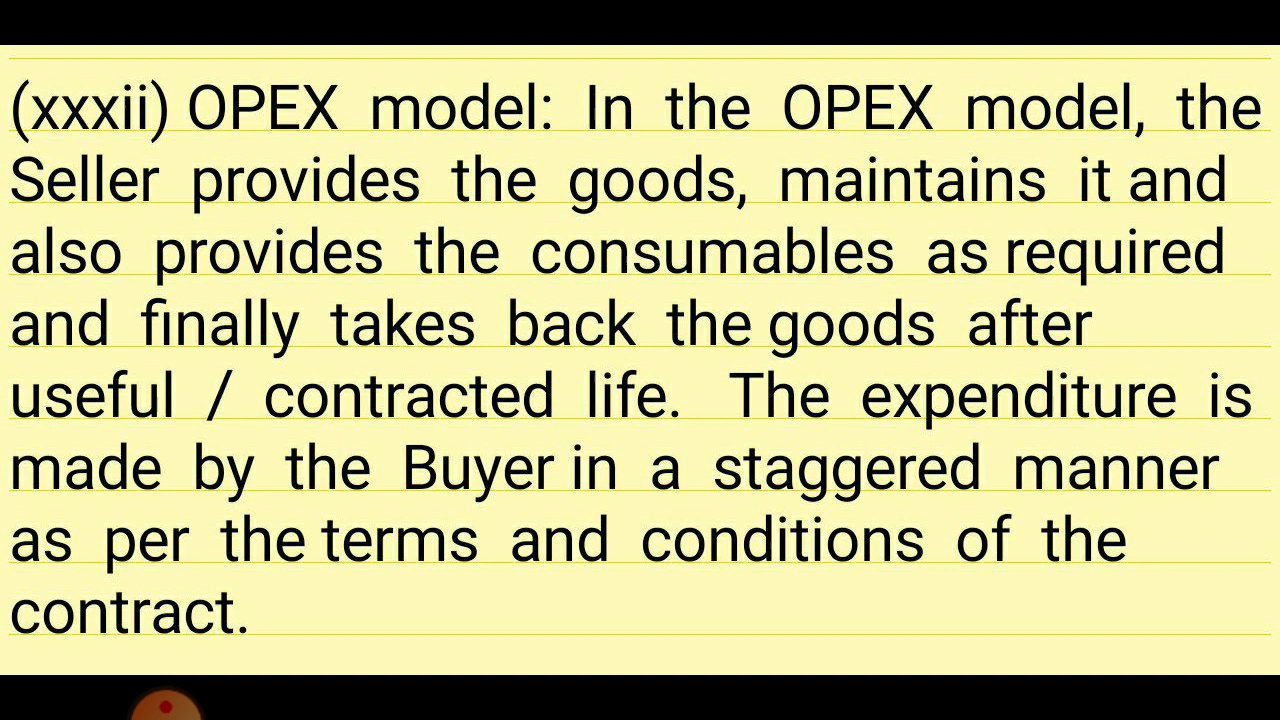 (xxxii) OPEX model: In the OPEX model, the
Seller provides the goods, maintains it and
also provides the consumables as required
and finally takes back the goods after
useful / contracted life. The expenditure is
made by the Buyer in a staggered manner
as per the terms and conditions of the
contract.